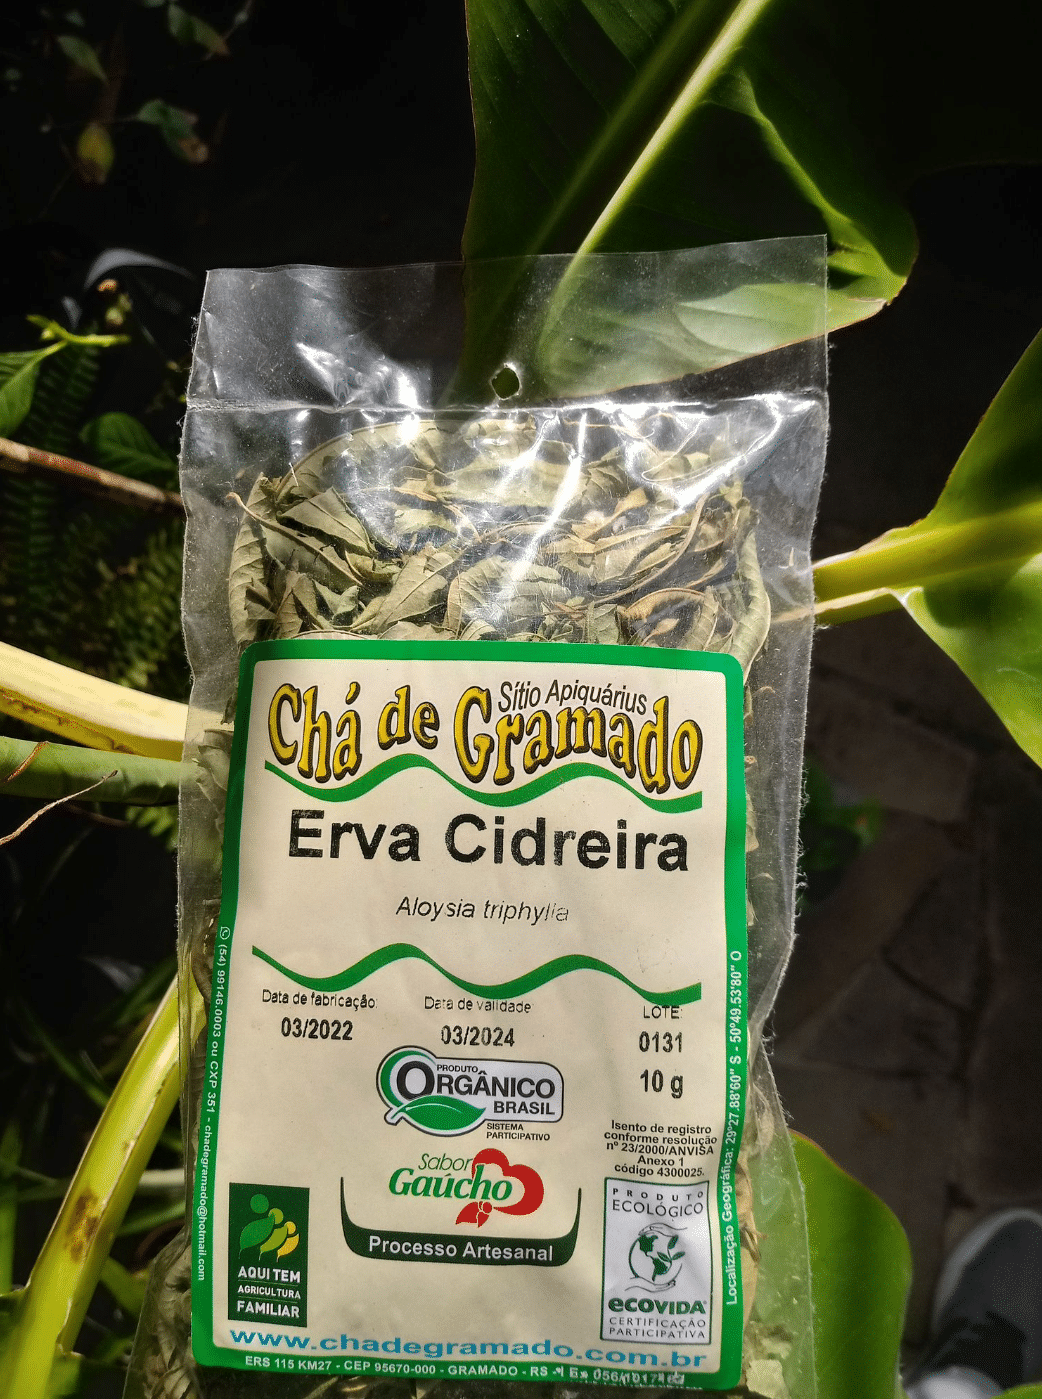 Sítio Apiquárius
Chá de Gramado
Erva Cidreira
Aloysia triphylla
Data de fabricação:
03/2022
Data de validade:
03/2024
LOTE:
0131
10 g
PRODUTO
ORGÂNICO
BRASIL
SISTEMA
PARTICIPATIVO
Isento de registro
conforme resolução
nº 23/2000/ANVISA
Anexo 1
código 4300025.
Sabor
Gaúcho
Processo Artesanal
AQUI TEM
AGRICULTURA
FAMILIAR
PRODUTO
ECOLÓGICO
ECOVIDA
CERTIFICAÇÃO
PARTICIPATIVA
www.chadegramado.com.br
ERS 115 KM27 - CEP 95670-000 - GRAMADO - RS
(54) 99146.0003 ou CXP 351 - chadegramado@hotmail.com
Localização Geográfica: 29º27.88'60" S - 50º49.53'80" O